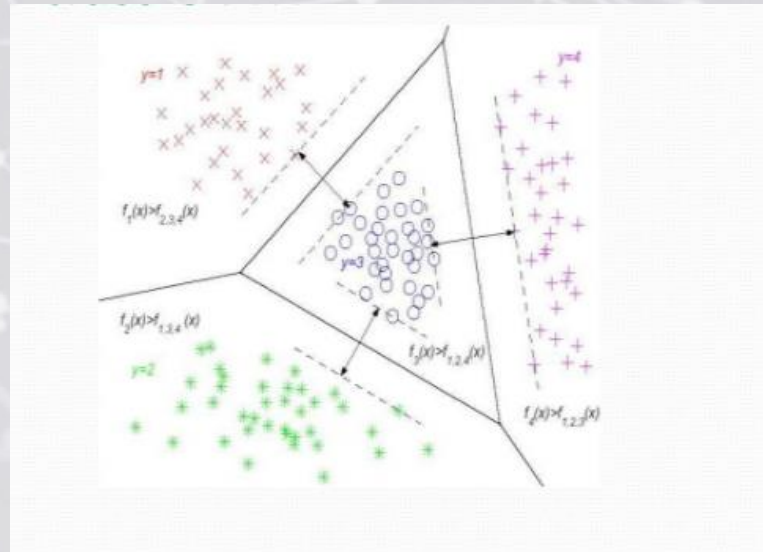 y=1
y=4
f₁(x)>f₂,₃,₄(x)
y=3
f₂(x)>f₁,₃,₄ (x)
f₃(x)>f₁,₂,₄(x)
y=2
f₄(x)>f₁,₂,₃(x)